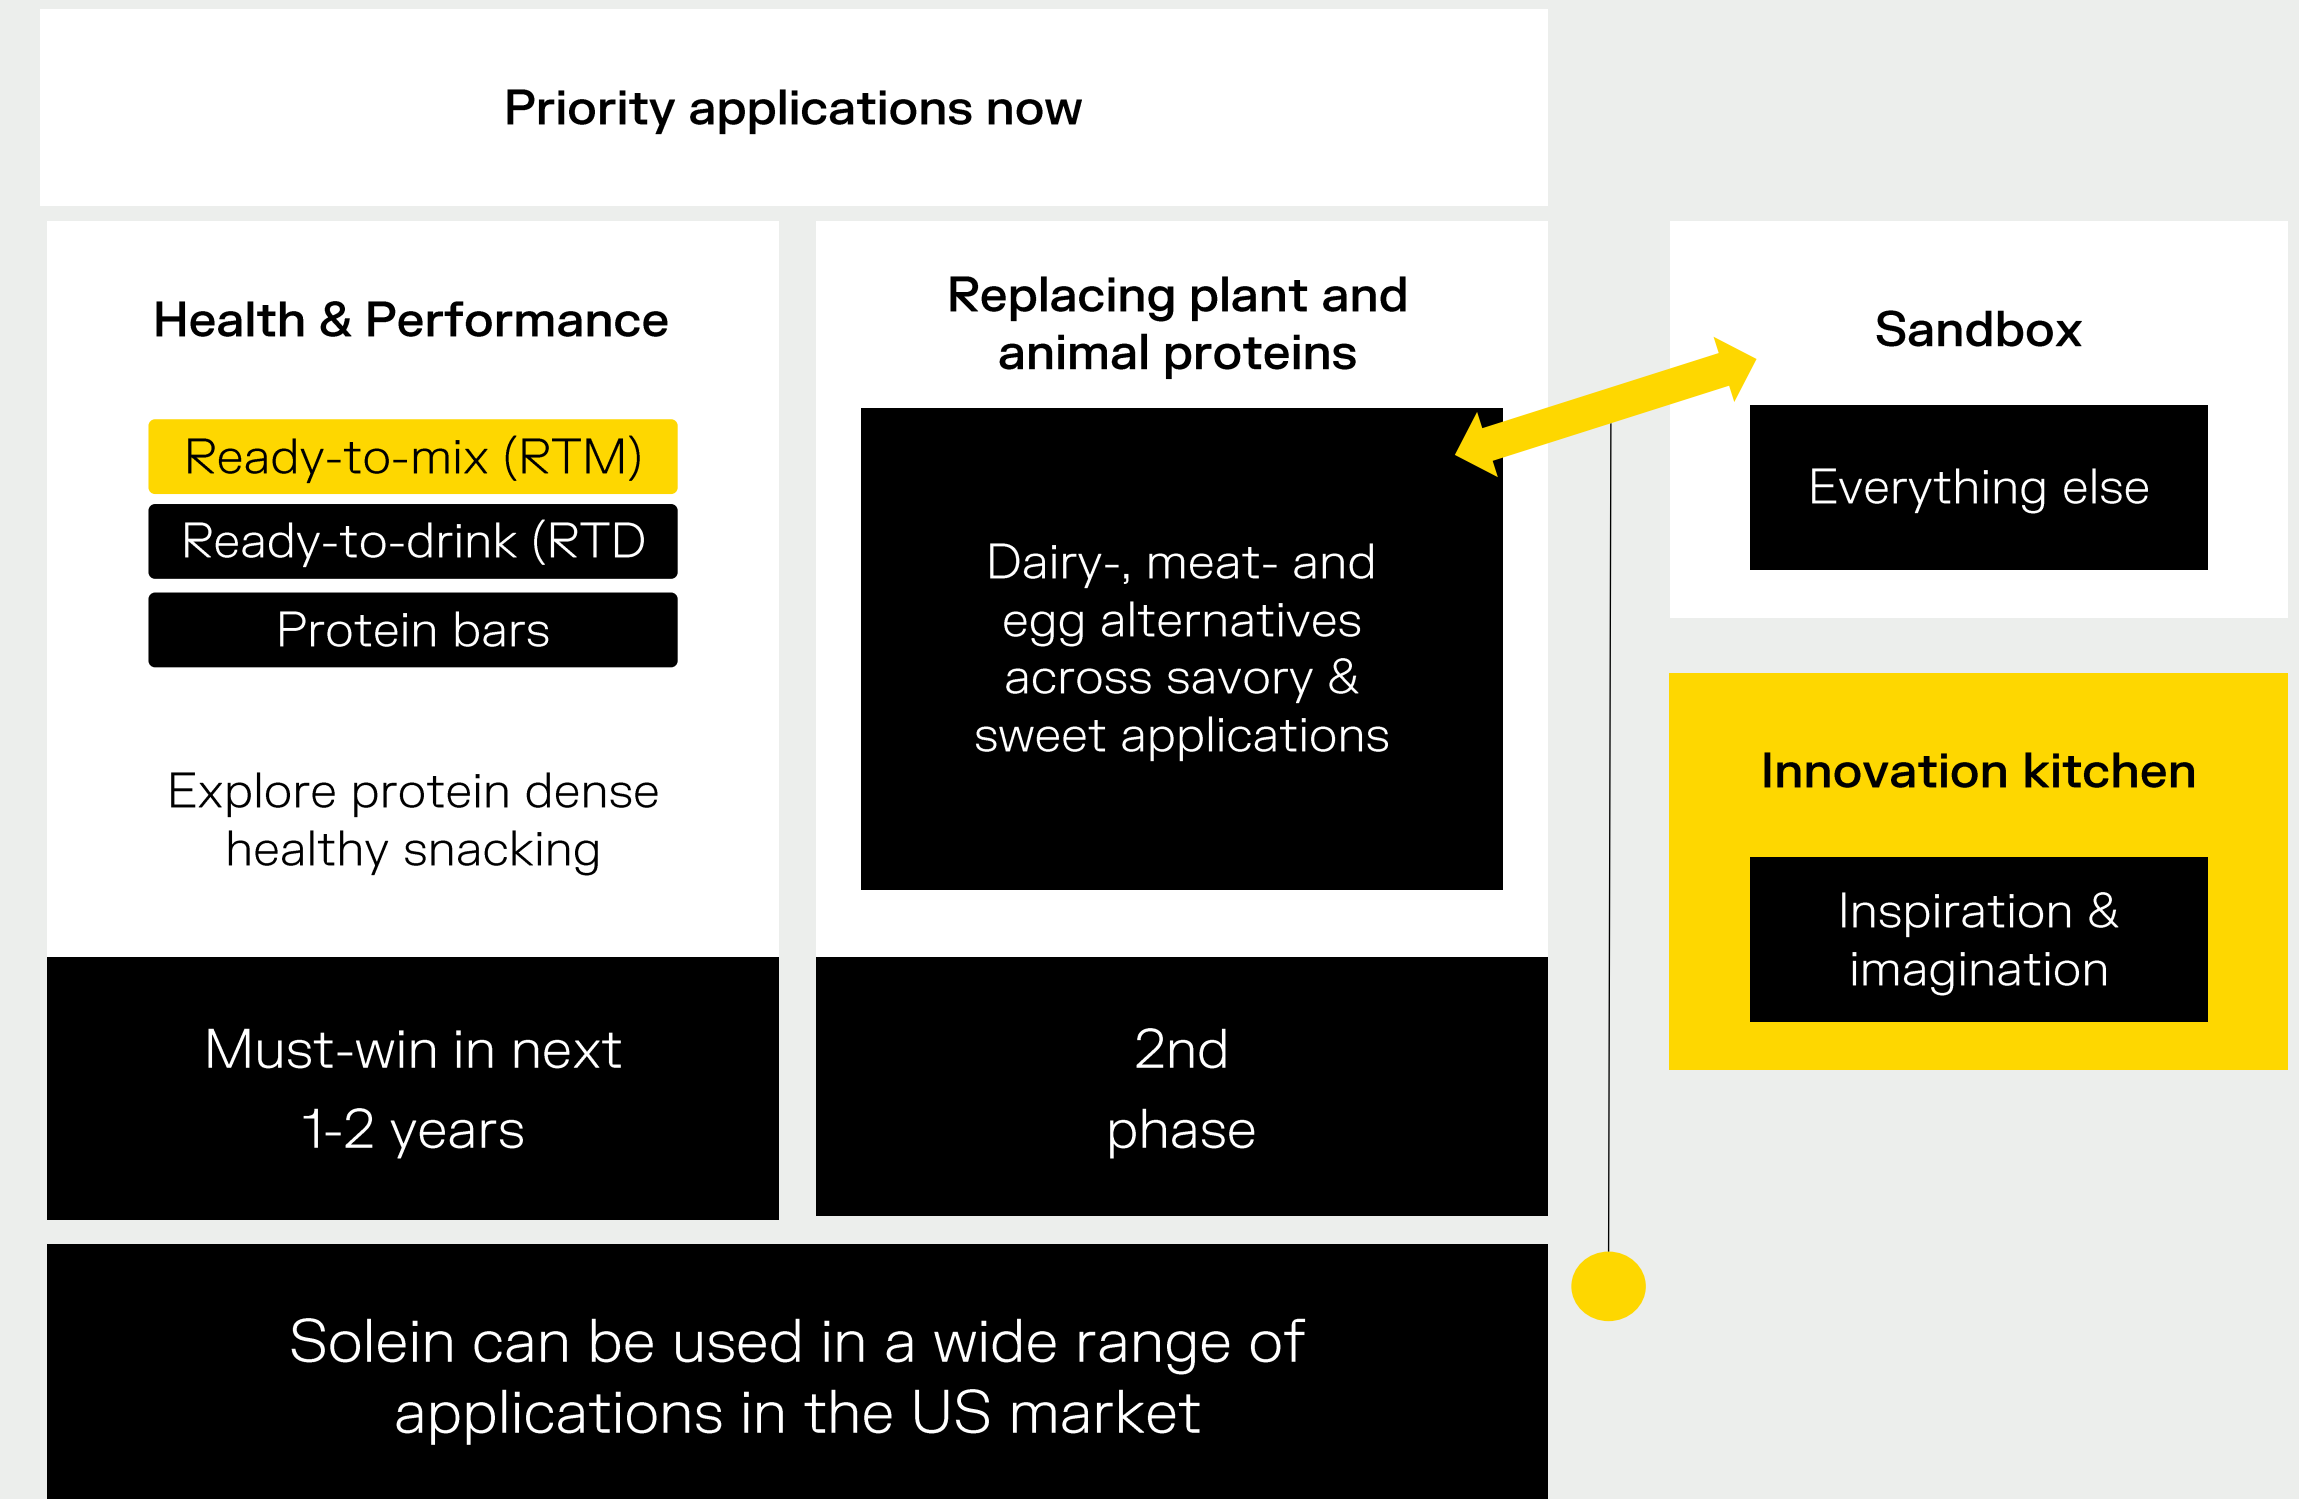 Priority applications now
Health & Performance
Ready-to-mix (RTM)
Ready-to-drink (RTD
Protein bars
Explore protein dense
healthy snacking
Must-win in next
1-2 years
Replacing plant and
animal proteins
Dairy-, meat- and
egg alternatives
across savory &
sweet applications
2nd
phase
Sandbox
Everything else
Innovation kitchen
Inspiration &
imagination
Solein can be used in a wide range of
applications in the US market